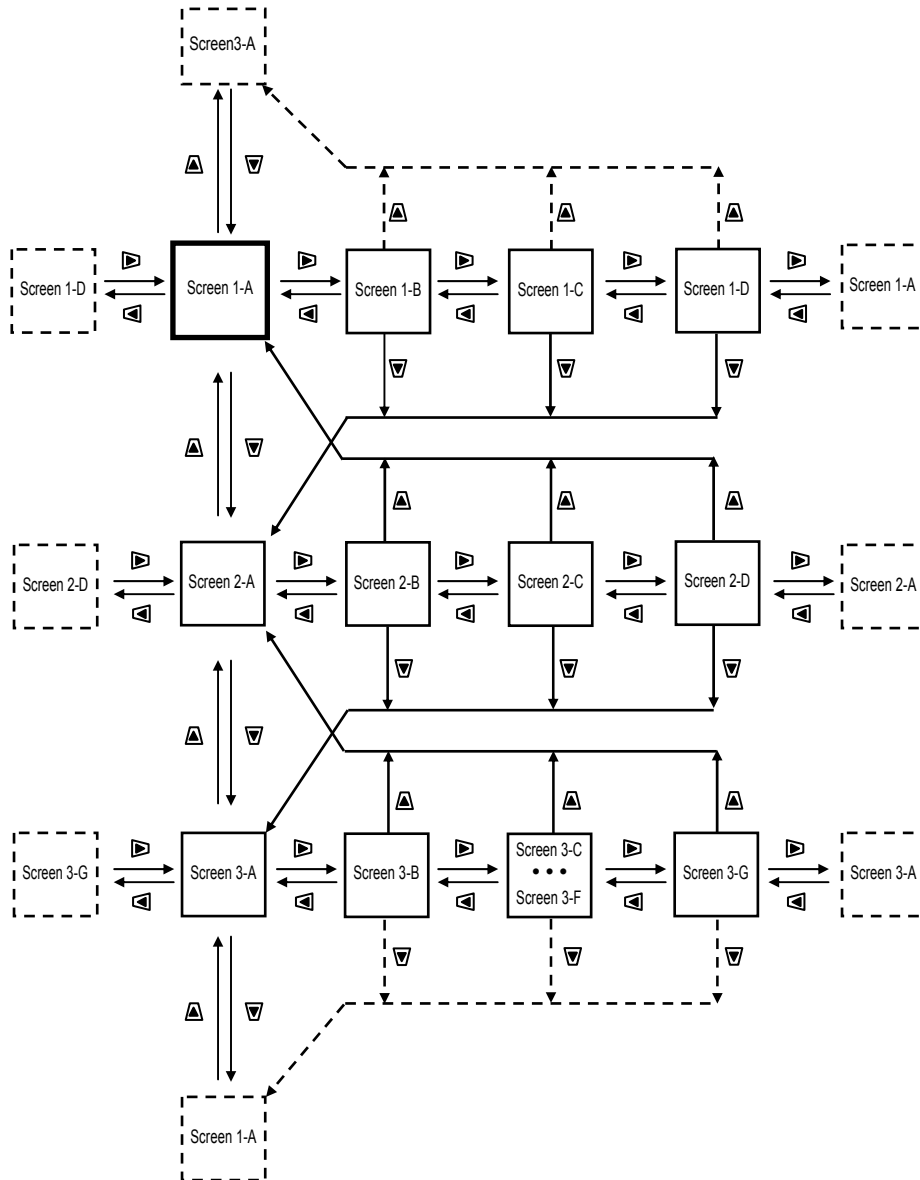 Screen3-A
Screen 1-D
Screen 1-A
Screen 1-B
Screen 1-C
Screen 1-D
Screen 1-A
Screen 2-D
Screen 2-A
Screen 2-B
Screen 2-C
Screen 2-D
Screen 2-A
Screen 3-G
Screen 3-A
Screen 3-B
Screen 3-C
• • •
Screen 3-F
Screen 3-G
Screen 3-A
Screen 1-A